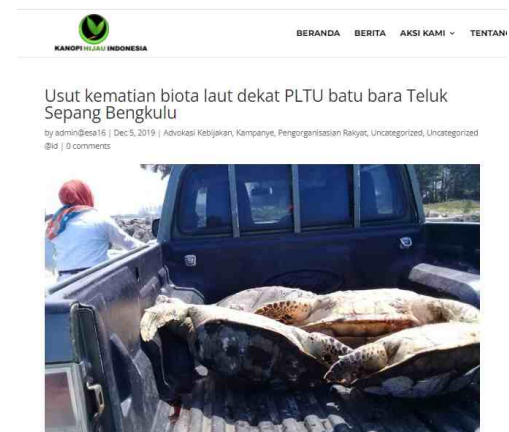 KANOPI HIJAU INDONESIA
BERANDA BERITA AKSI KAMI TENTANG
Usut kematian biota laut dekat PLTU batu bara Teluk
Sepang Bengkulu
by admin@esa16 | Dec 5, 2019 | Advokasi Kebijakan, Kampanye, Pengorganisasian Rakyat, Uncategorized, Uncategorized
@id | 0 comments